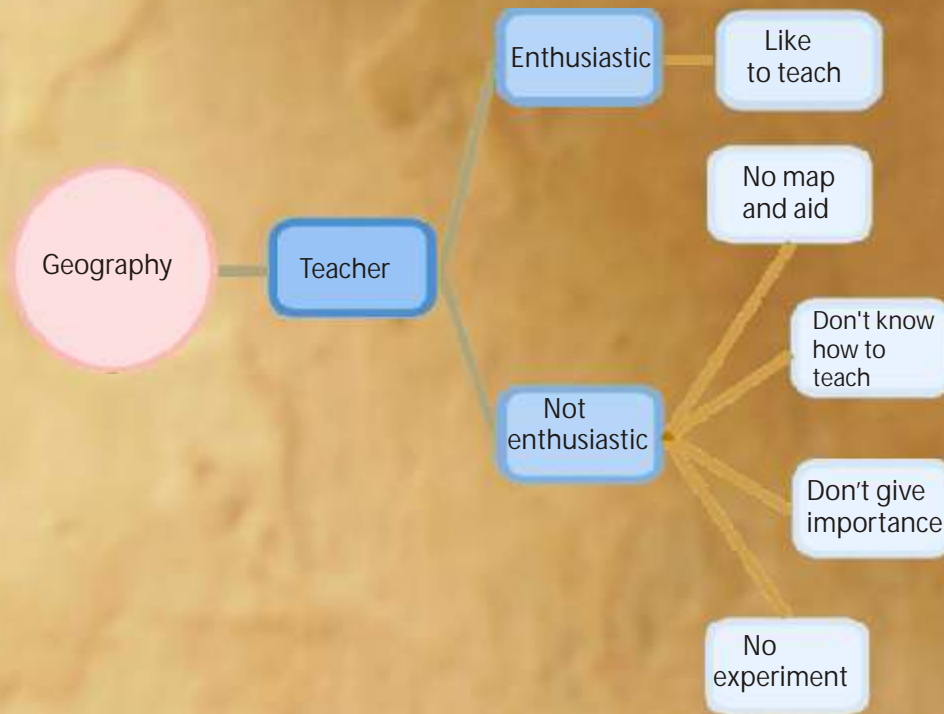 Geography
Teacher
Enthusiastic
Like
to teach
Not
enthusiastic
No map
and aid
Don't know
how to
teach
Don’t give
importance
No
experiment